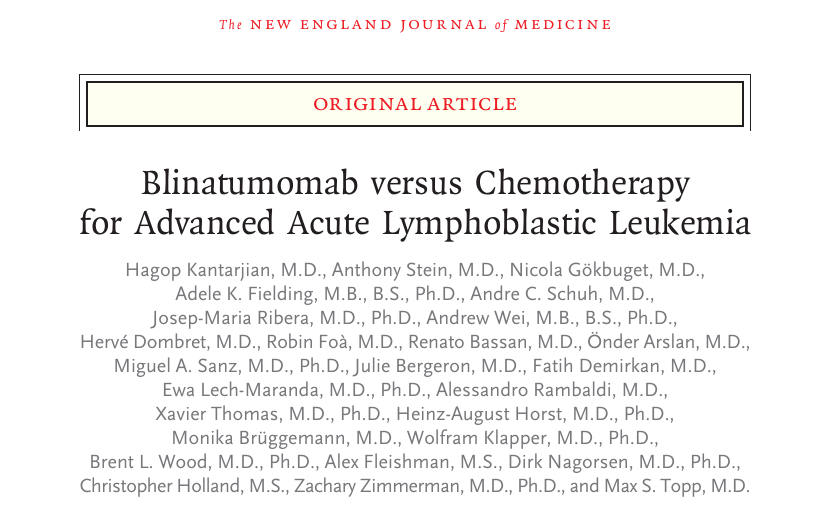 The NEW ENGLAND JOURNAL of MEDICINE
ORIGINAL ARTICLE
Blinatumomab versus Chemotherapy
for Advanced Acute Lymphoblastic Leukemia
Hagop Kantarjian, M.D., Anthony Stein, M.D., Nicola Gökbuget, M.D.,
Adele K. Fielding, M.B., B.S., Ph.D., Andre C. Schuh, M.D.,
Josep-Maria Ribera, M.D., Ph.D., Andrew Wei, M.B., B.S., Ph.D.,
Hervé Dombret, M.D., Robin Foà, M.D., Renato Bassan, M.D., Önder Arslan, M.D.,
Miguel A. Sanz, M.D., Ph.D., Julie Bergeron, M.D., Fatih Demirkan, M.D.,
Ewa Lech-Maranda, M.D., Ph.D., Alessandro Rambaldi, M.D.,
Xavier Thomas, M.D., Ph.D., Heinz-August Horst, M.D., Ph.D.,
Monika Brüggemann, M.D., Wolfram Klapper, M.D., Ph.D.,
Brent L. Wood, M.D., Ph.D., Alex Fleishman, M.S., Dirk Nagorsen, M.D., Ph.D.,
Christopher Holland, M.S., Zachary Zimmerman, M.D., Ph.D., and Max S. Topp, M.D.